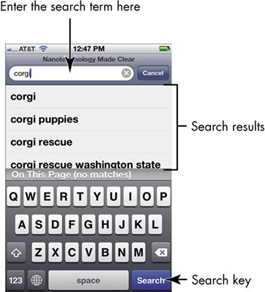 Enter the search term here
AT&T 12:47 PM
Nanotechnology Made Clear
corgi Cancel
corgi
corgi puppies
Search results
corgi rescue
corgi rescue washington state
On This Page (no matches)
Q W E R T Y U I O P
A S D F G H J K L
Z X C V B N M
123 space Search
Search key